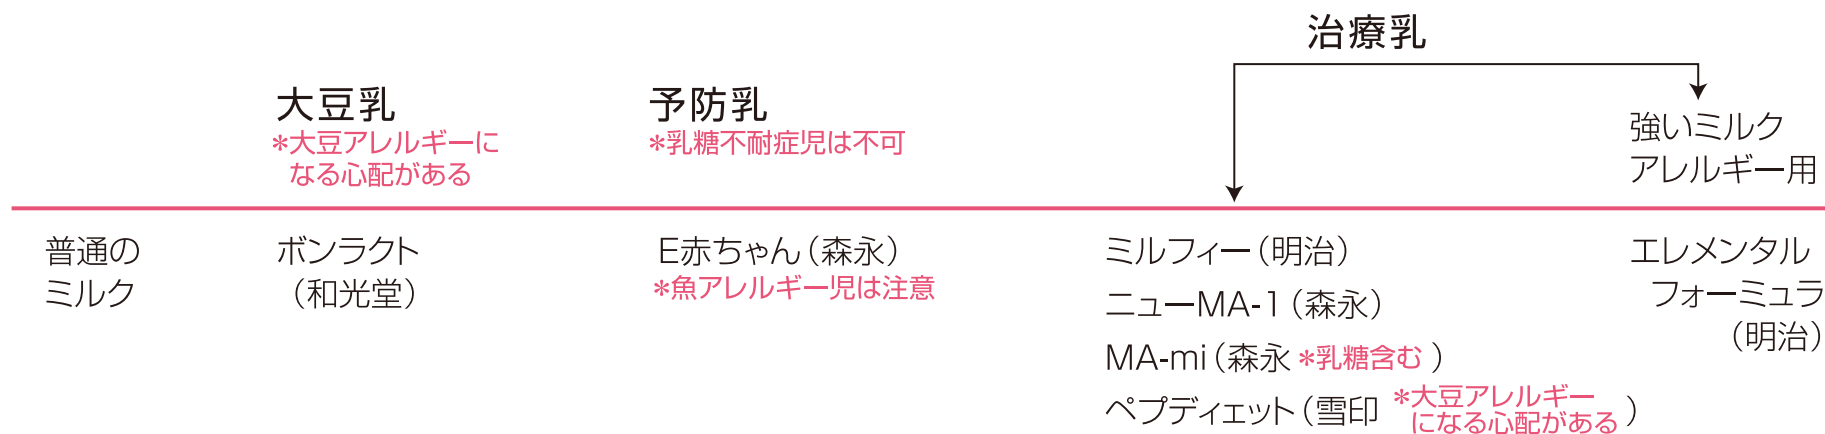 治療乳
大豆乳
*大豆アレルギーに
なる心配がある
予防乳
*乳糖不耐症児は不可
強いミルク
アレルギー用
普通の
ミルク
ボンラクト
（和光堂）
E赤ちゃん（森永）
*魚アレルギー児は注意
ミルフィー（明治）
ニューMA-1（森永）
MA-mi（森永 *乳糖含む ）
ペプディエット（雪印 *大豆アレルギー
になる心配がある ）
エレメンタル
フォーミュラ
（明治）